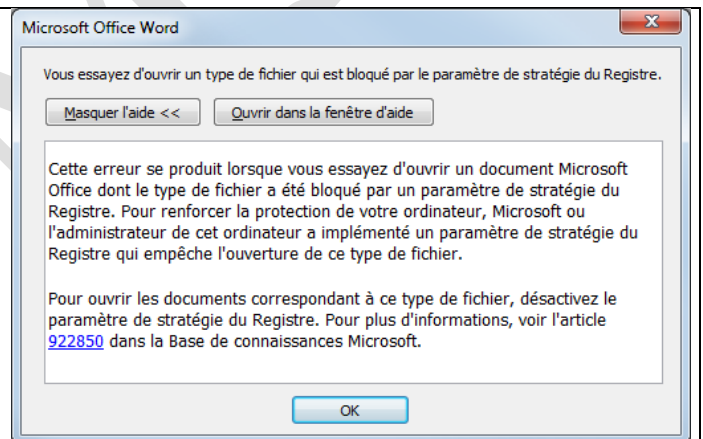 Microsoft Office Word
Vous essayez d'ouvrir un type de fichier qui est bloqué par le paramètre de stratégie du Registre.
Masquer l'aide << Ouvrir dans la fenêtre d'aide
Cette erreur se produit lorsque vous essayez d'ouvrir un document Microsoft
Office dont le type de fichier a été bloqué par un paramètre de stratégie du
Registre. Pour renforcer la protection de votre ordinateur, Microsoft ou
l'administrateur de cet ordinateur a implémenté un paramètre de stratégie du
Registre qui empêche l'ouverture de ce type de fichier.
Pour ouvrir les documents correspondant à ce type de fichier, désactivez le
paramètre de stratégie du Registre. Pour plus d'informations, voir l'article
922850 dans la Base de connaissances Microsoft.
OK